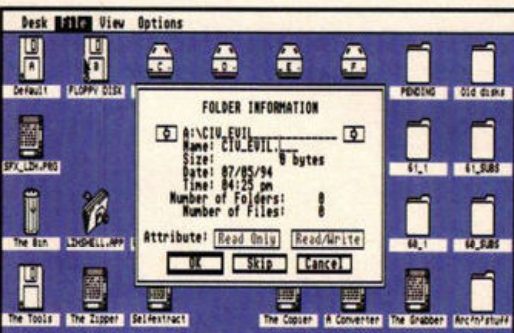 Desk File View Options
A B C D E F
Default FLOPPY DISK PENDING Old disks
FOLDER INFORMATION
A:\CIV_EVIL
Name: CIV_EVIL.
Size: 0 bytes
Date: 07/05/94
Time: 04:25 pm
Number of Folders: 0
Number of Files: 0
Attribute: Read Only Read/Write
OK Skip Cancel
SFX_LZH.PRG 61_1 61_SUBS
The Bin LZHSHELL.APP 60_1 60_SUBS
The Tools The Zipper Selfextract The Copier A Converter The Grabber Arc'n'stuff